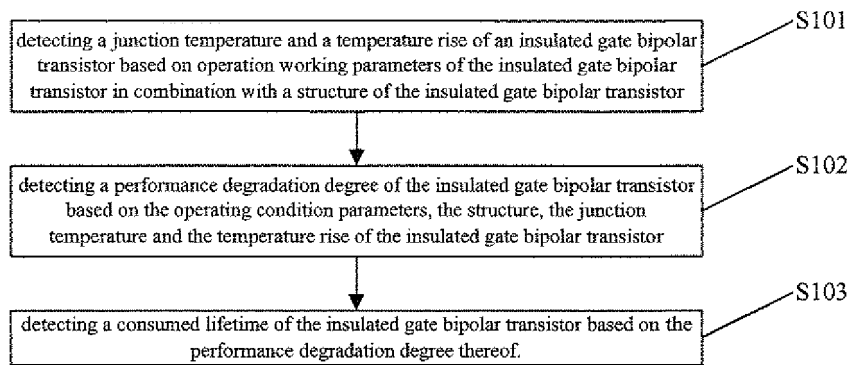 S101
detecting a junction temperature and a temperature rise of an insulated gate bipolar
transistor based on operation working parameters of the insulated gate bipolar
transistor in combination with a structure of the insulated gate bipolar transistor
S102
detecting a performance degradation degree of the insulated gate bipolar transistor
based on the operating condition parameters, the structure, the junction
temperature and the temperature rise of the insulated gate bipolar transistor
S103
detecting a consumed lifetime of the insulated gate bipolar transistor based on the
performance degradation degree thereof.